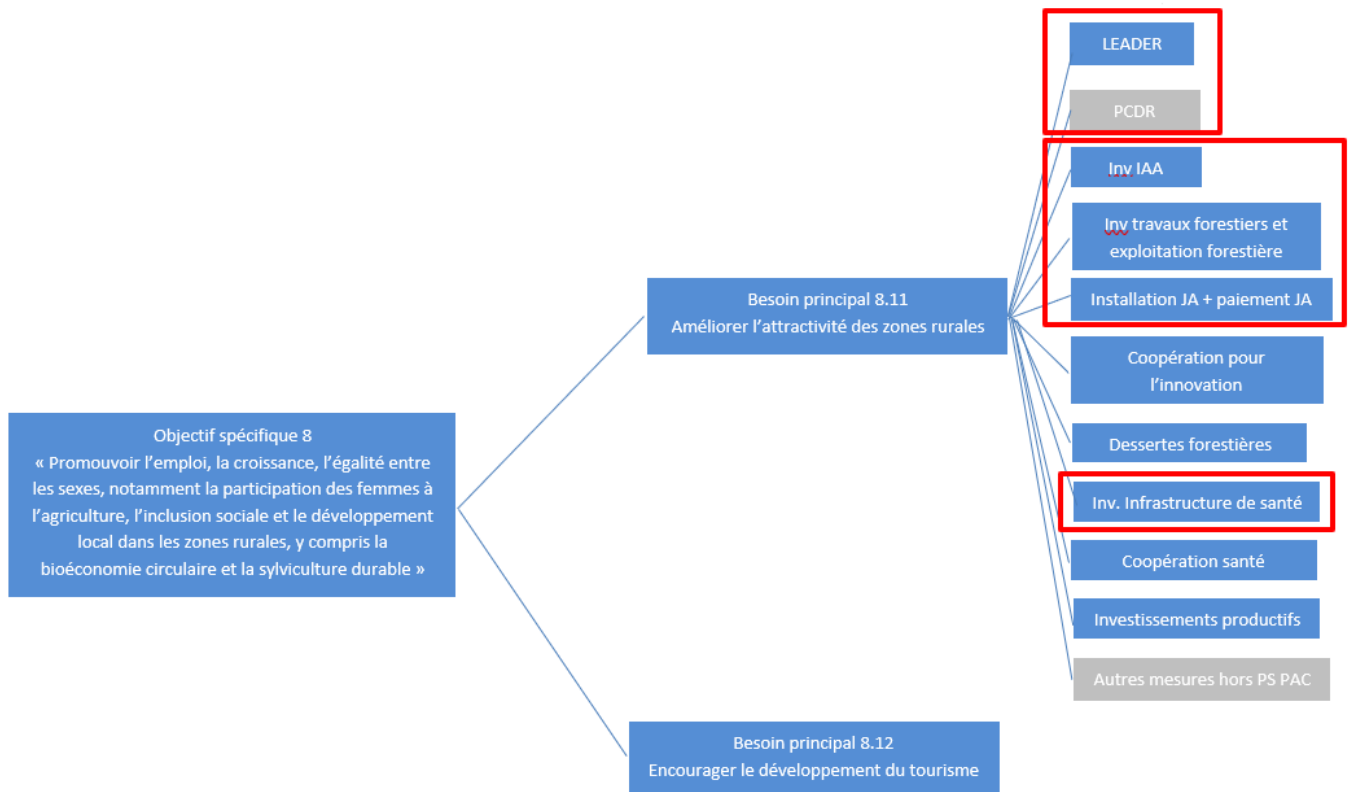 LEADER
PCDR
Inv IAA
Inv travaux forestiers et
exploitation forestière
Installation JA + paiement JA
Besoin principal 8.11
Améliorer l’attractivité des zones rurales
Coopération pour
l’innovation
Dessertes forestières
Objectif spécifique 8
« Promouvoir l’emploi, la croissance, l’égalité entre
les sexes, notamment la participation des femmes à
l’agriculture, l’inclusion sociale et le développement
local dans les zones rurales, y compris la
bioéconomie circulaire et la sylviculture durable »
Inv. Infrastructure de santé
Coopération santé
Investissements productifs
Autres mesures hors PS PAC
Besoin principal 8.12
Encourager le développement du tourisme